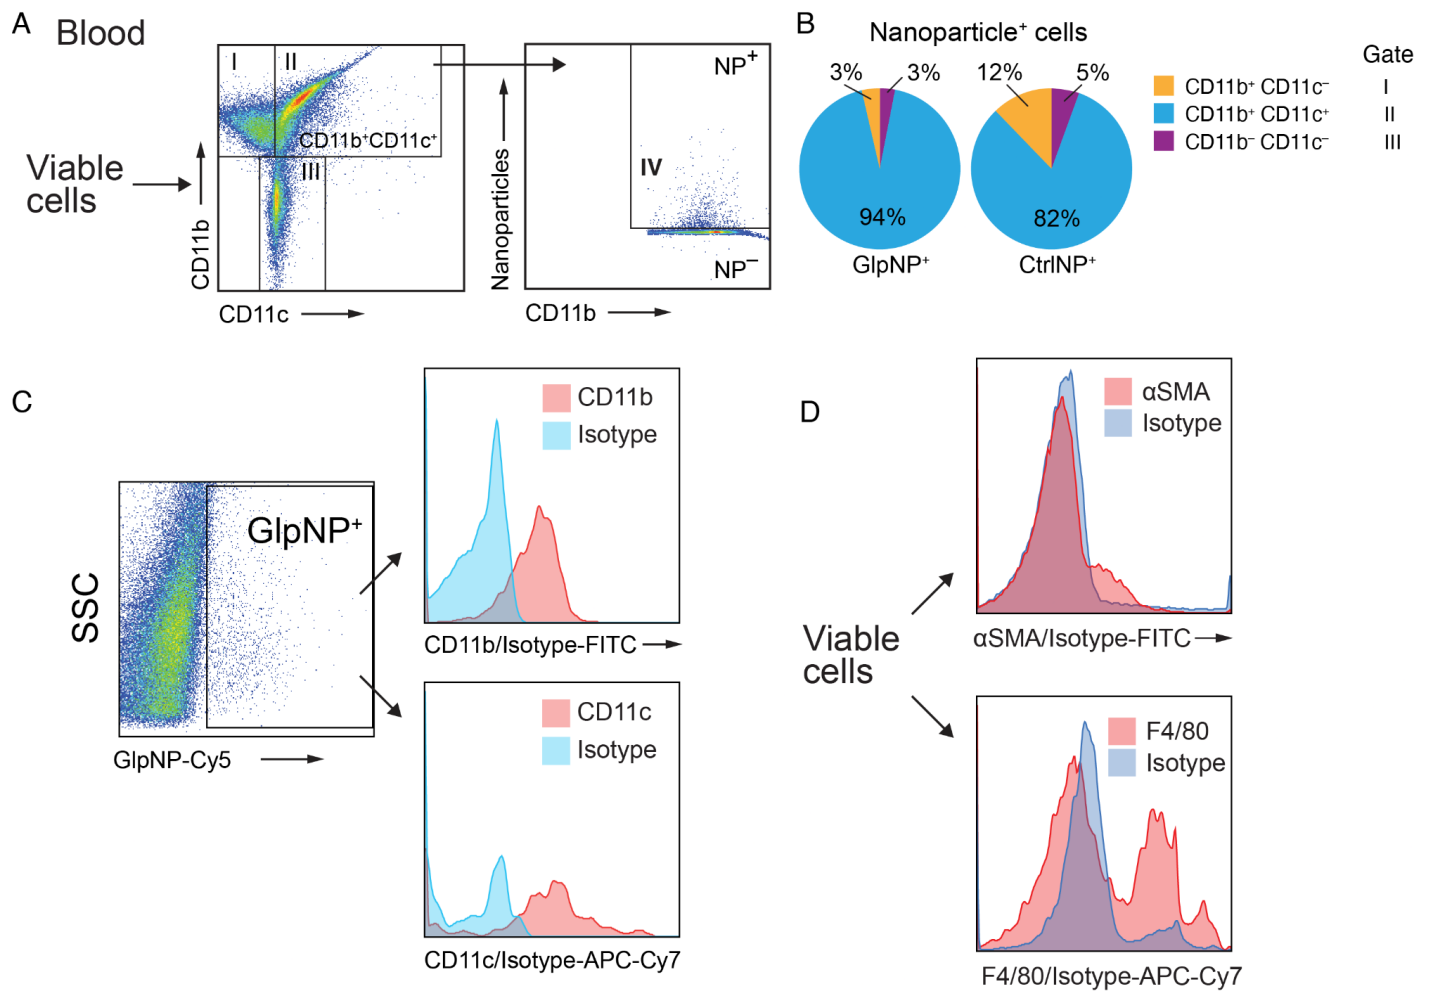 A
Blood
I
II
CD11b⁺CD11c⁺
III
Viable
cells
CD11b
CD11c
NP⁺
IV
NP⁻
Nanoparticles
CD11b
B
Nanoparticle⁺ cells
3%
3%
94%
GlpNP⁺
12%
5%
82%
CtrlNP⁺
Gate
CD11b⁺ CD11c⁻ I
CD11b⁺ CD11c⁺ II
CD11b⁻ CD11c⁻ III
C
GlpNP⁺
SSC
GlpNP-Cy5
CD11b
Isotype
CD11b/Isotype-FITC
CD11c
Isotype
CD11c/Isotype-APC-Cy7
D
Viable
cells
αSMA
Isotype
αSMA/Isotype-FITC
F4/80
Isotype
F4/80/Isotype-APC-Cy7